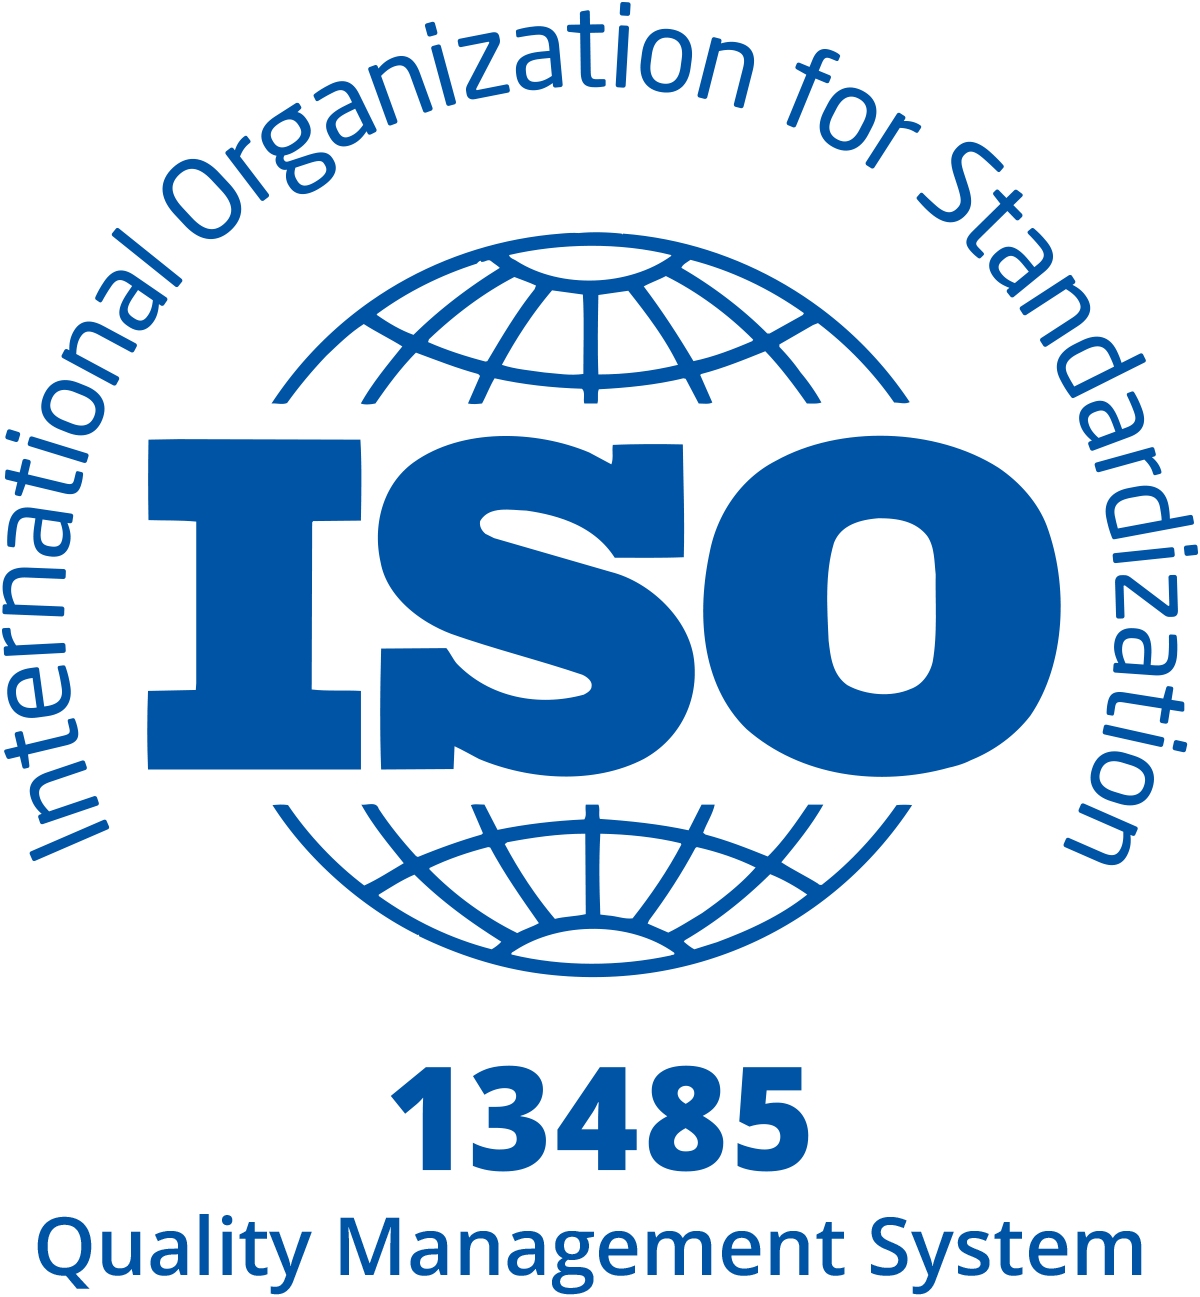 International Organization for Standardization
ISO
13485
Quality Management System